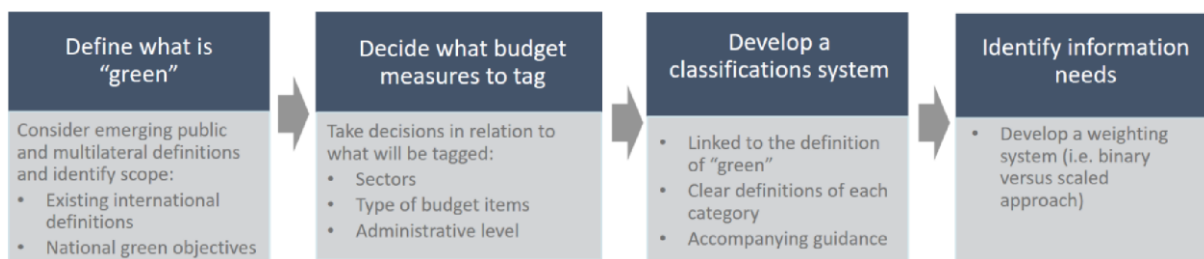 Define what is
“green”
Consider emerging public
and multilateral definitions
and identify scope:
• Existing international
definitions
• National green objectives
Decide what budget
measures to tag
Take decisions in relation to
what will be tagged:
• Sectors
• Type of budget items
• Administrative level
Develop a
classifications system
• Linked to the definition
of “green”
• Clear definitions of each
category
• Accompanying guidance
Identify information
needs
• Develop a weighting
system (i.e. binary
versus scaled
approach)